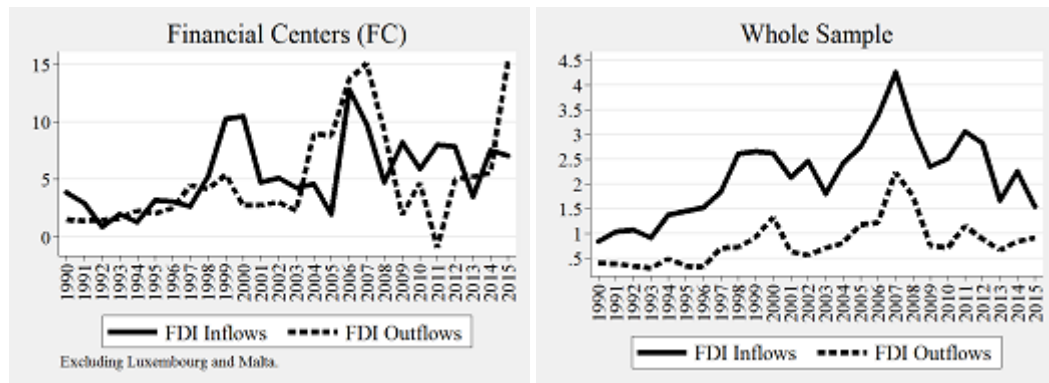 Financial Centers (FC)
15
10
5
0
1990 1991 1992 1993 1994 1995 1996 1997 1998 1999 2000 2001 2002 2003 2004 2005 2006 2007 2008 2009 2010 2011 2012 2013 2014 2015
FDI Inflows FDI Outflows
Excluding Luxembourg and Malta.
Whole Sample
4.5
4
3.5
3
2.5
2
1.5
1
.5
1990 1991 1992 1993 1994 1995 1996 1997 1998 1999 2000 2001 2002 2003 2004 2005 2006 2007 2008 2009 2010 2011 2012 2013 2014 2015
FDI Inflows FDI Outflows